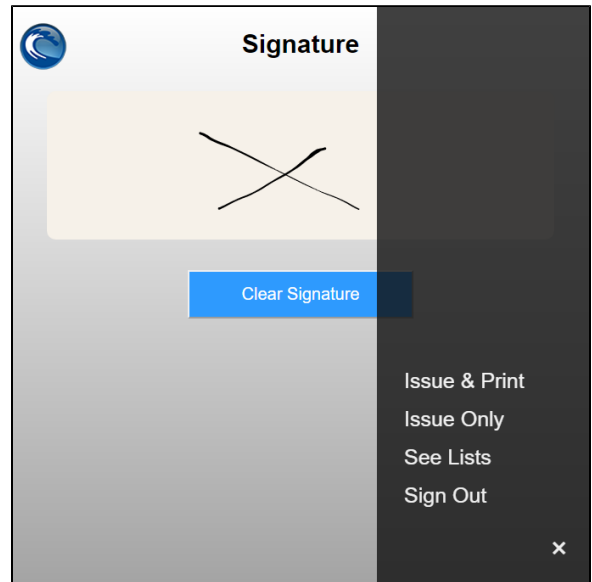 Signature
Clear Signature
Issue & Print
Issue Only
See Lists
Sign Out
×